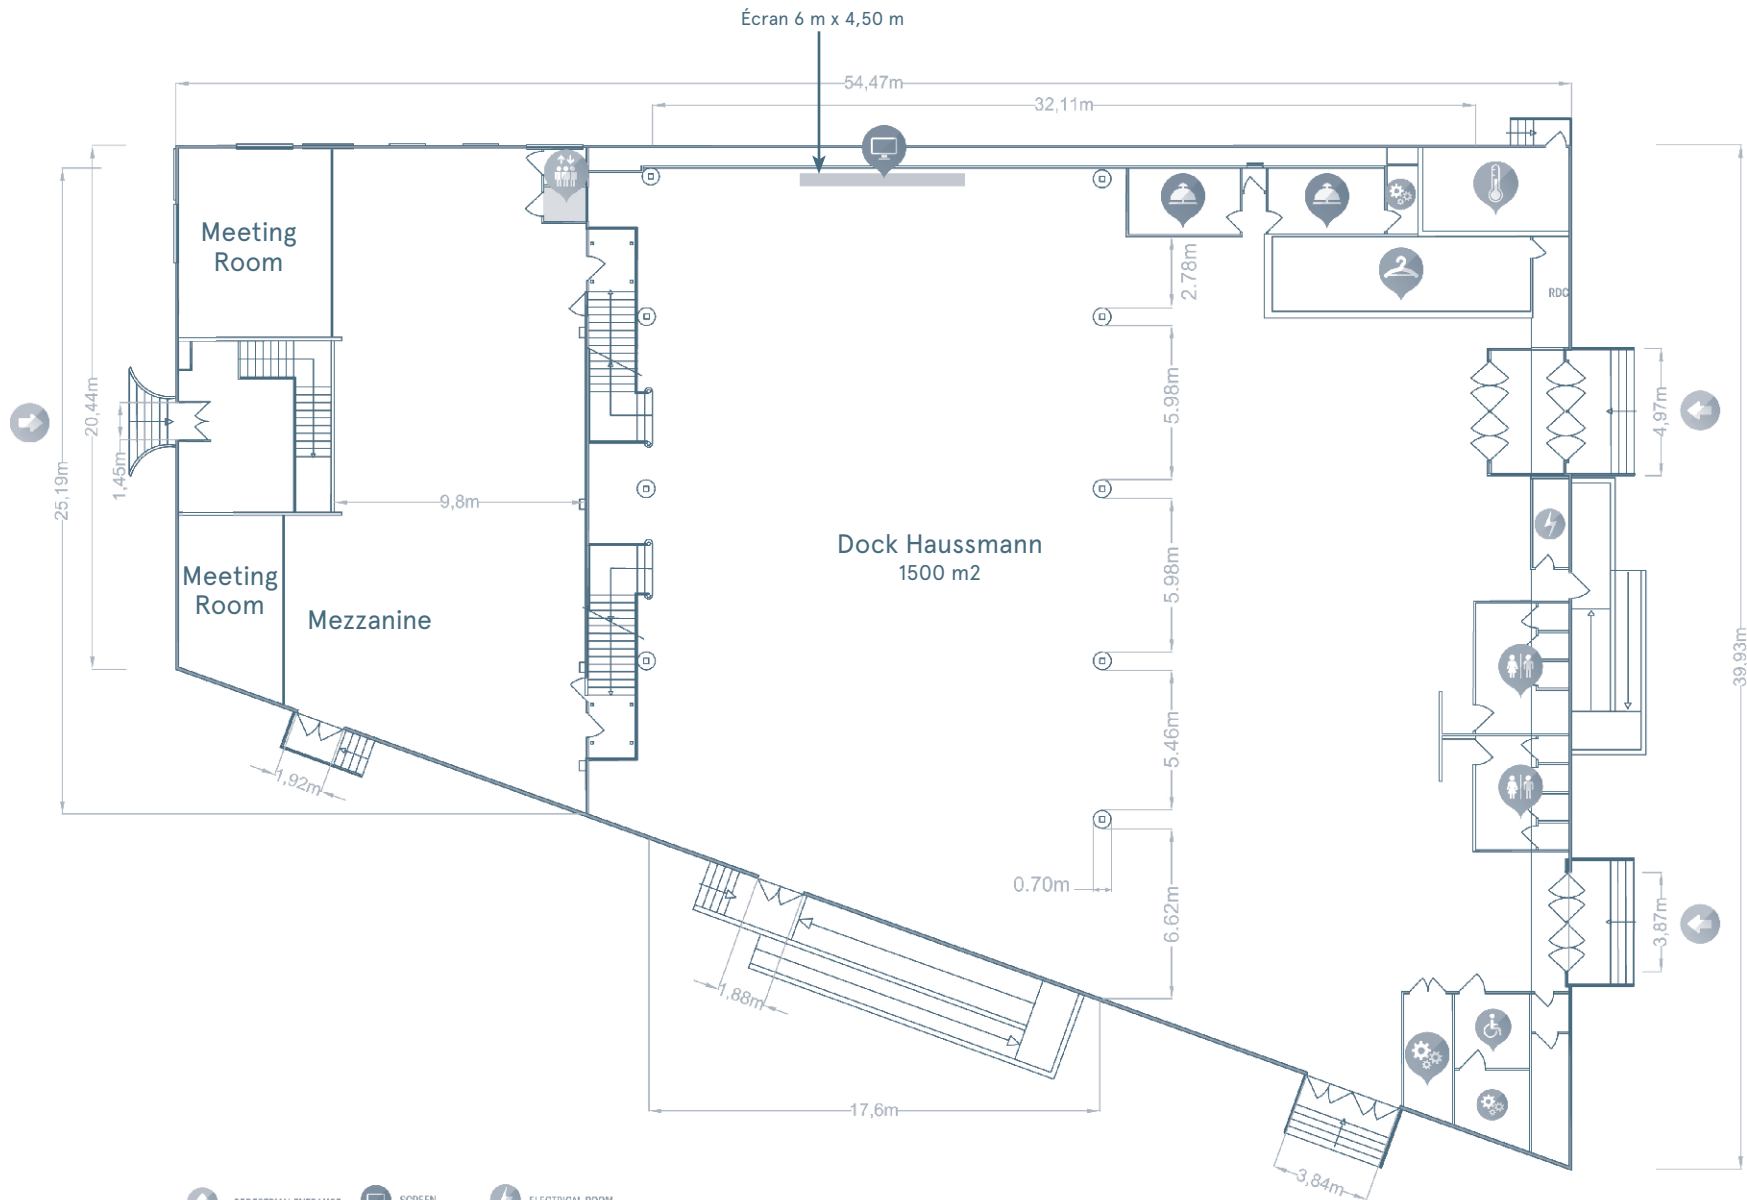 Écran 6 m x 4,50 m
54,47m
32,11m
Meeting
Room
2.78m
RDC
20,44m
5.98m
4,97m
1,45m
25,19m
9,8m
Dock Haussmann
1500 m2
5.98m
Meeting
Room
Mezzanine
39.93m
5.46m
1,92m
0.70m
6.62m
3,87m
1,88m
17,6m
3,84m
PEDESTRIAN ENTRANCE
SCREEN
ELECTRICAL ROOM